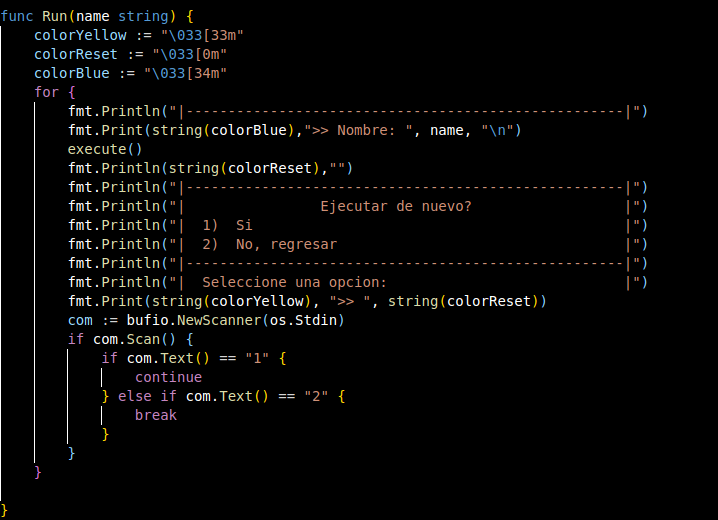 func Run(name string) {
    colorYellow := "\033[33m"
    colorReset := "\033[0m"
    colorBlue := "\033[34m"
    for {
        fmt.Println("|----------------------------------------------------|")
        fmt.Print(string(colorBlue),">> Nombre: ", name, "\n")
        execute()
        fmt.Println(string(colorReset),"")
        fmt.Println("|----------------------------------------------------|")
        fmt.Println("|                Ejecutar de nuevo?                  |")
        fmt.Println("|  1)  Si                                            |")
        fmt.Println("|  2)  No, regresar                                  |")
        fmt.Println("|----------------------------------------------------|")
        fmt.Println("|  Seleccione una opcion:                            |")
        fmt.Print(string(colorYellow), ">> ", string(colorReset))
        com := bufio.NewScanner(os.Stdin)
        if com.Scan() {
            if com.Text() == "1" {
                continue
            } else if com.Text() == "2" {
                break
            }
        }
    }

}